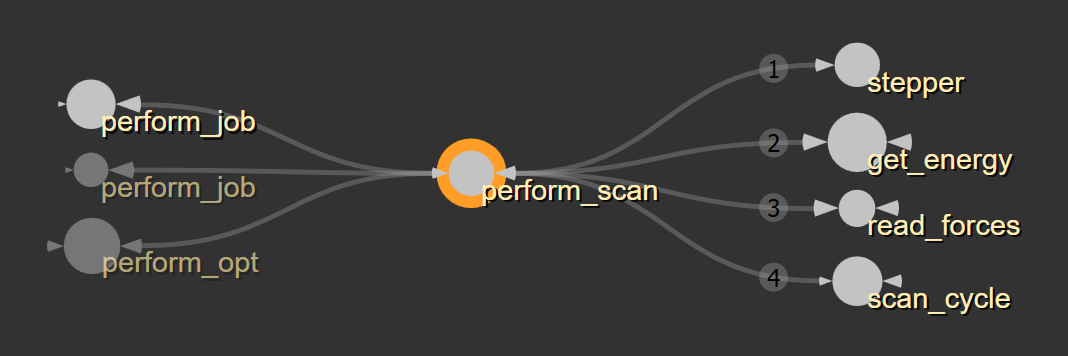 perform_job
perform_job
perform_opt
perform_scan
1
stepper
2
get_energy
3
read_forces
4
scan_cycle